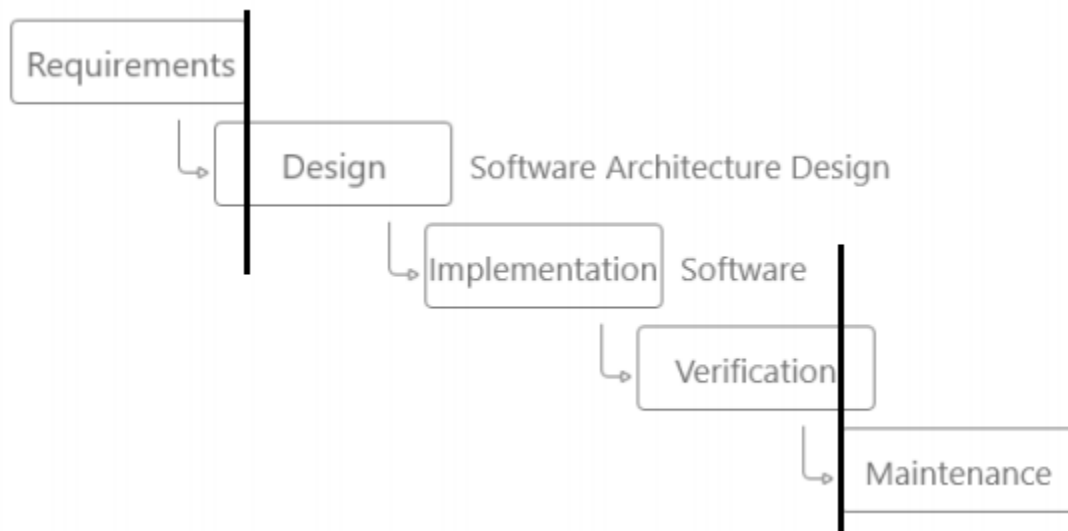 Requirements
Design
Software Architecture Design
Implementation
Software
Verification
Maintenance